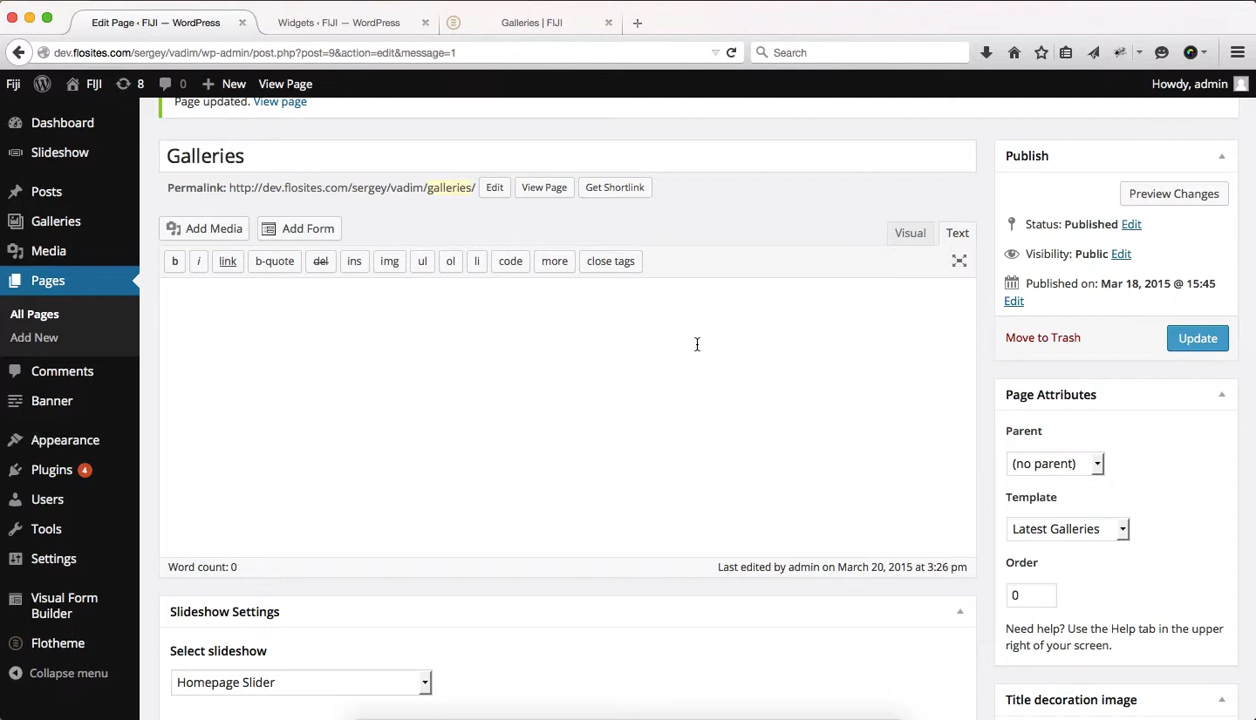 Edit Page ‹ FIJI — WordPress
Widgets ‹ FIJI — WordPress
Galleries | FIJI
dev.flosites.com/sergey/vadim/wp-admin/post.php?post=9&action=edit&message=1
Search
Fiji
FIJI
8
0
New
View Page
Howdy, admin
Dashboard
Slideshow
Posts
Galleries
Media
Pages
All Pages
Add New
Comments
Banner
Appearance
Plugins 4
Users
Tools
Settings
Visual Form
Builder
Flotheme
Collapse menu
Page updated. View page
Galleries
Permalink: http://dev.flosites.com/sergey/vadim/galleries/
Edit
View Page
Get Shortlink
Add Media
Add Form
Visual
Text
b
i
link
b-quote
del
ins
img
ul
ol
li
code
more
close tags
Word count: 0
Last edited by admin on March 20, 2015 at 3:26 pm
Slideshow Settings
Select slideshow
Homepage Slider
Publish
Preview Changes
Status: Published Edit
Visibility: Public Edit
Published on: Mar 18, 2015 @ 15:45
Edit
Move to Trash
Update
Page Attributes
Parent
(no parent)
Template
Latest Galleries
Order
0
Need help? Use the Help tab in the upper
right of your screen.
Title decoration image